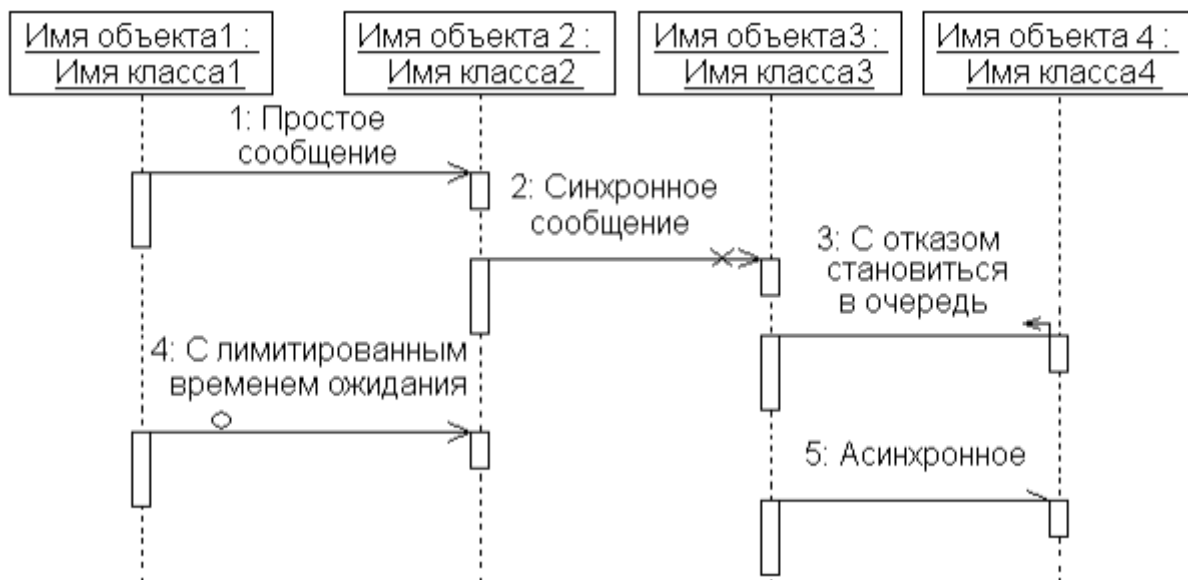 Имя объекта1 :
Имя класса1
Имя объекта 2 :
Имя класса2
Имя объекта3 :
Имя класса3
Имя объекта 4 :
Имя класса4
1: Простое
сообщение
2: Синхронное
сообщение
3: С отказом
становиться
в очередь
4: С лимитированным
временем ожидания
5: Асинхронное